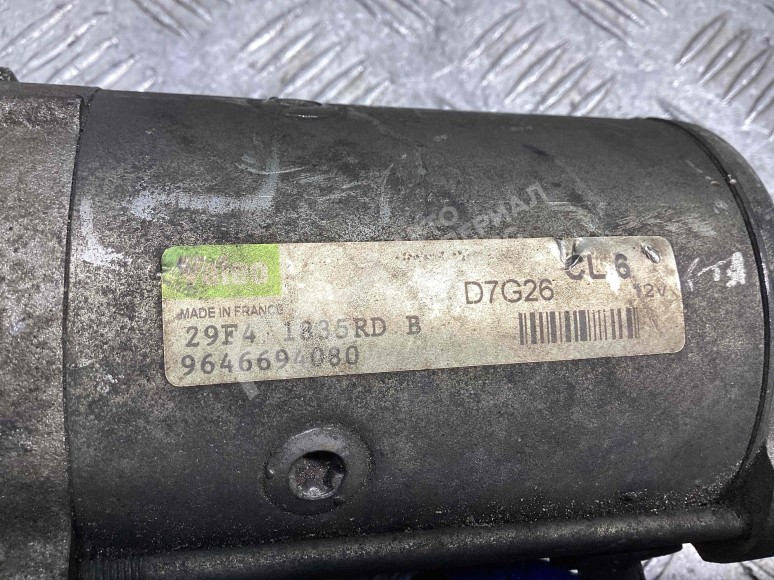 CL 6
D7G26
12V
MADE IN FRANCE
29F4 1835RD B
9646694080